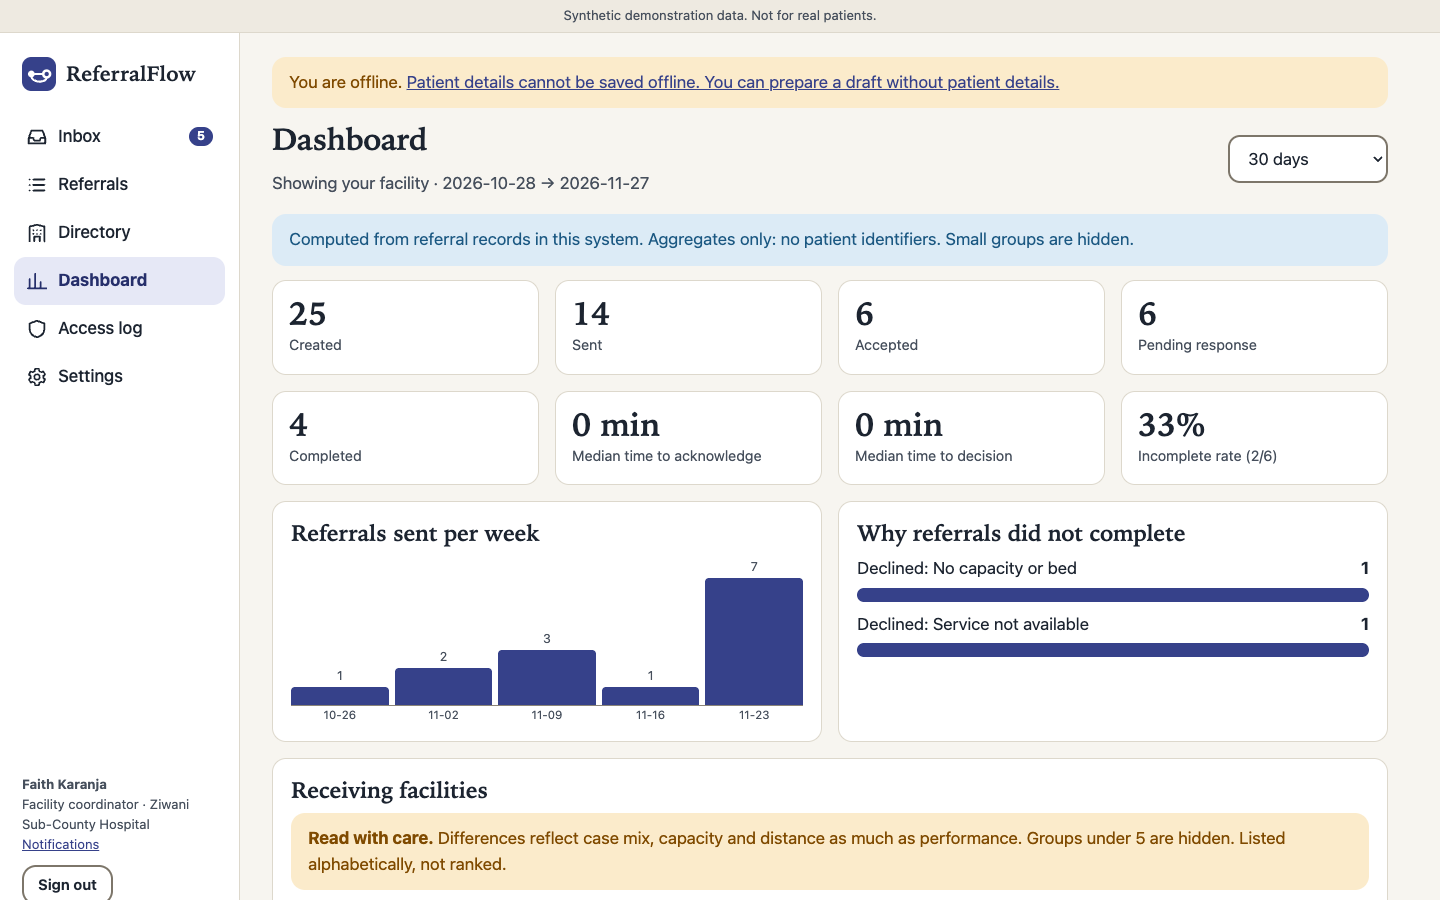 Synthetic demonstration data. Not for real patients.
ReferralFlow
Inbox 5
Referrals
Directory
Dashboard
Access log
Settings
Faith Karanja
Facility coordinator · Ziwani
Sub-County Hospital
Notifications
Sign out
You are offline. Patient details cannot be saved offline. You can prepare a draft without patient details.
Dashboard
Showing your facility · 2026-10-28 → 2026-11-27
30 days
Computed from referral records in this system. Aggregates only: no patient identifiers. Small groups are hidden.
25
Created
14
Sent
6
Accepted
6
Pending response
4
Completed
0 min
Median time to acknowledge
0 min
Median time to decision
33%
Incomplete rate (2/6)
Referrals sent per week
1
2
3
1
7
10-26
11-02
11-09
11-16
11-23
Why referrals did not complete
Declined: No capacity or bed 1
Declined: Service not available 1
Receiving facilities
Read with care. Differences reflect case mix, capacity and distance as much as performance. Groups under 5 are hidden. Listed
alphabetically, not ranked.